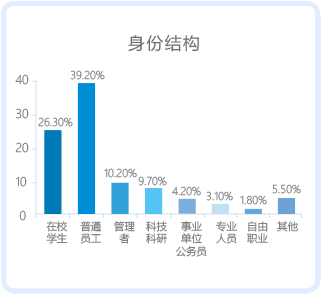 身份结构
40
30
20
10
0
26.30%
39.20%
10.20%
9.70%
4.20%
3.10%
1.80%
5.50%
在校
学生
普通
员工
管理
者
科技
科研
事业
单位
公务员
专业
人员
自由
职业
其他